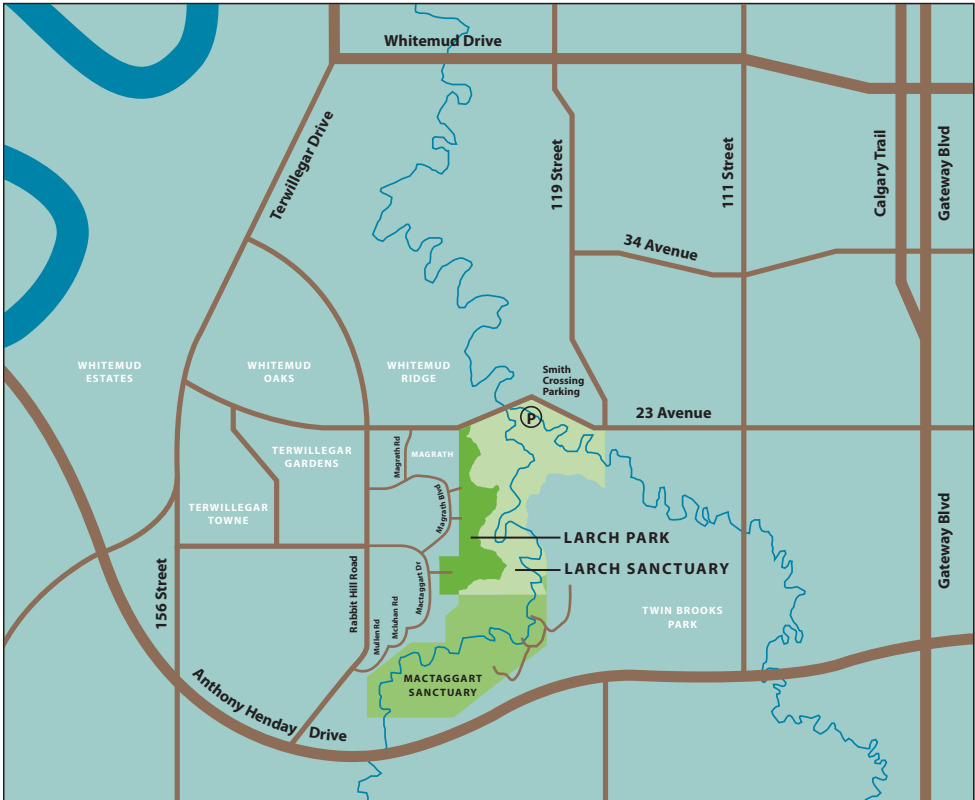 Whitemud Drive
Terwillegar Drive
119 Street
111 Street
Calgary Trail
Gateway Blvd
34 Avenue
WHITEMUD
ESTATES
WHITEMUD
OAKS
WHITEMUD
RIDGE
Smith
Crossing
Parking
P
23 Avenue
Magrath Rd
MAGRATH
TERWILLEGAR
GARDENS
Magrath Blvd
TERWILLEGAR
TOWNE
LARCH PARK
LARCH SANCTUARY
Gateway Blvd
156 Street
Rabbit Hill Road
Mullen Rd
Mcluhan Rd
Mactaggart Dr
TWIN BROOKS
PARK
MACTAGGART
SANCTUARY
Anthony Henday Drive